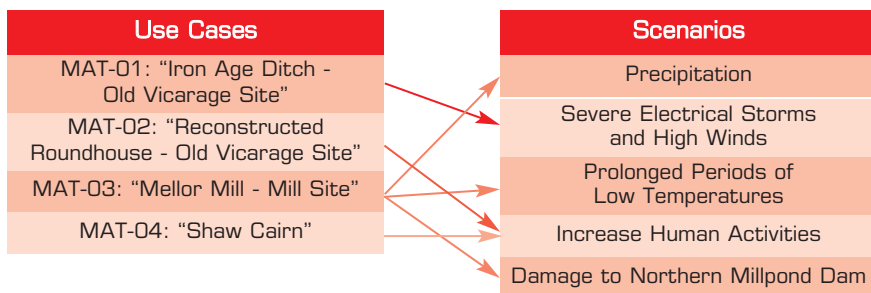 Use Cases
MAT-01: “Iron Age Ditch -
Old Vicarage Site”
MAT-02: “Reconstructed
Roundhouse - Old Vicarage Site”
MAT-03: “Mellor Mill - Mill Site”
MAT-04: “Shaw Cairn”
Scenarios
Precipitation
Severe Electrical Storms
and High Winds
Prolonged Periods of
Low Temperatures
Increase Human Activities
Damage to Northern Millpond Dam